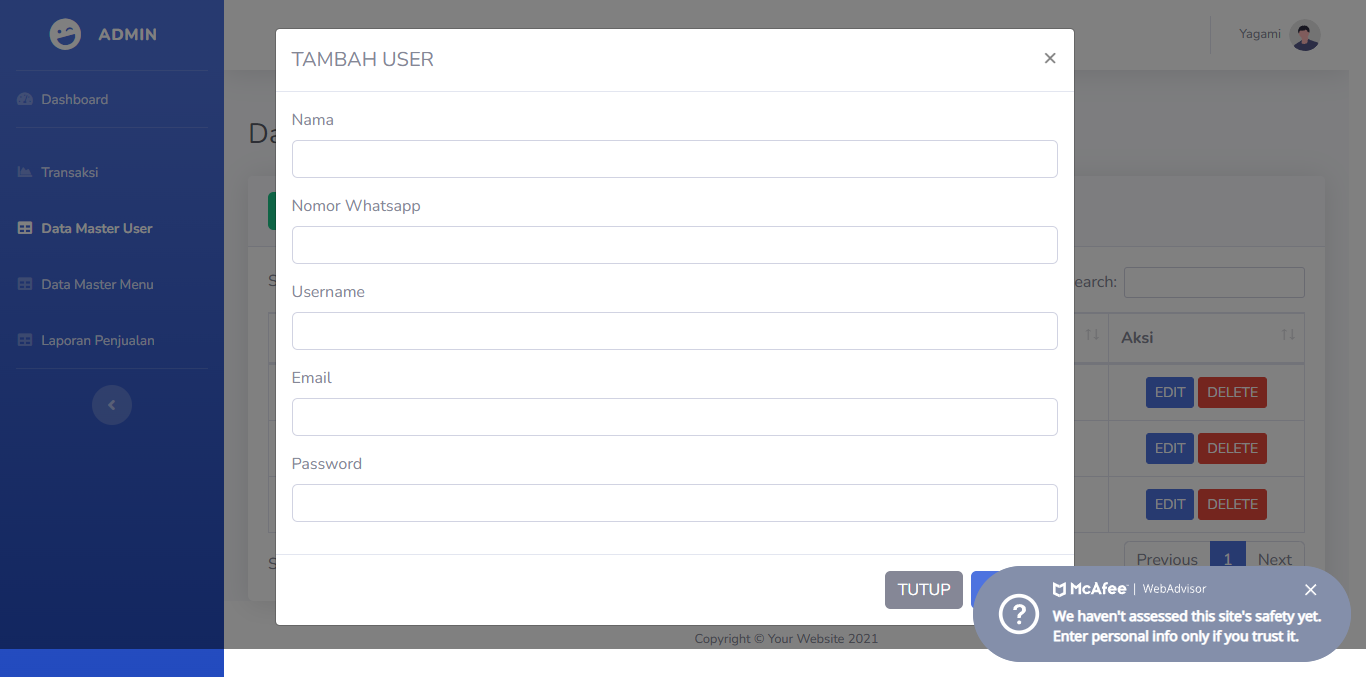 ADMIN
Yagami
TAMBAH USER
×
Dashboard
Nama
Transaksi
Nomor Whatsapp
Data Master User
Username
earch:
Data Master Menu
Aksi
Laporan Penjualan
Email
EDIT DELETE
EDIT DELETE
Password
EDIT DELETE
Previous 1 Next
TUTUP
McAfee | WebAdvisor
We haven't assessed this site's safety yet.
Enter personal info only if you trust it.
Copyright © Your Website 2021